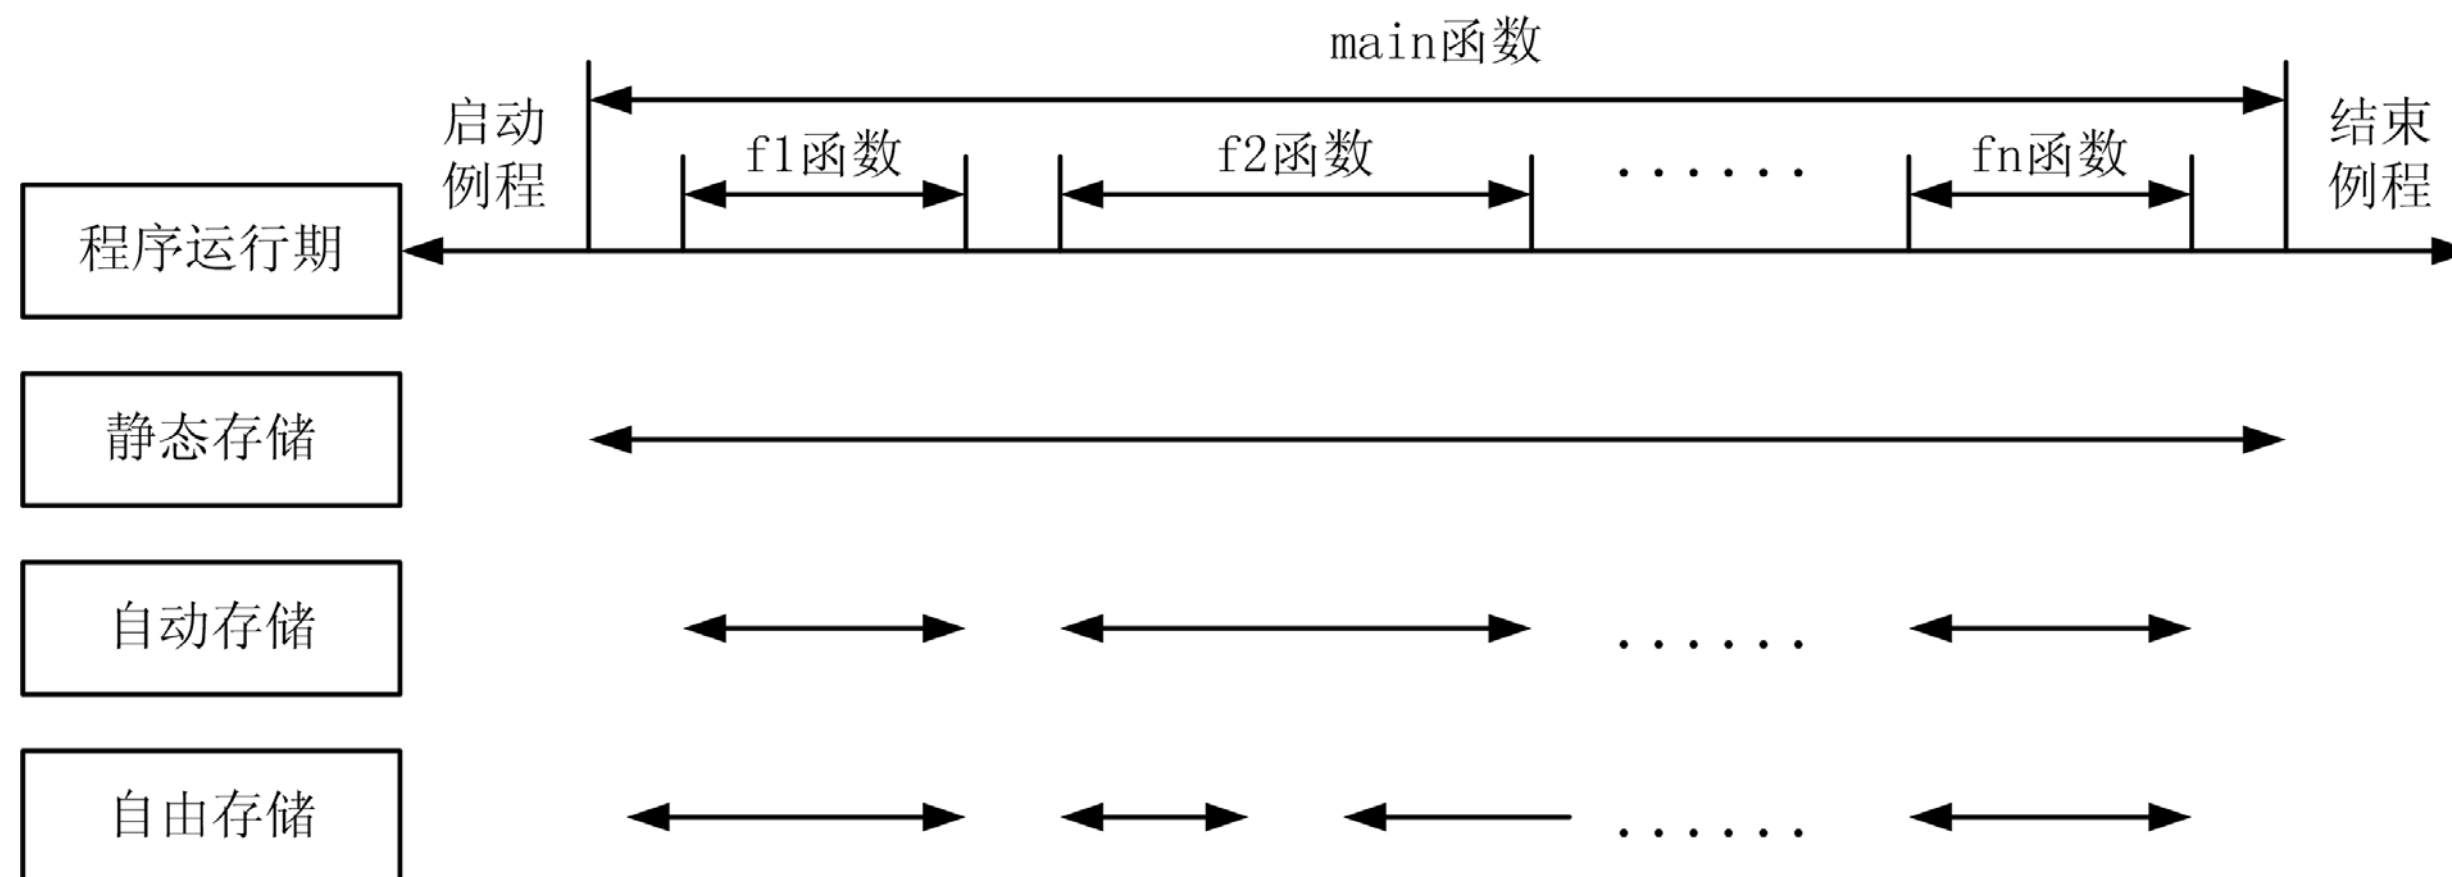 main函数
启动
例程
f1函数
f2函数
......
fn函数
结束
例程
程序运行期
静态存储
自动存储
......
自由存储
......